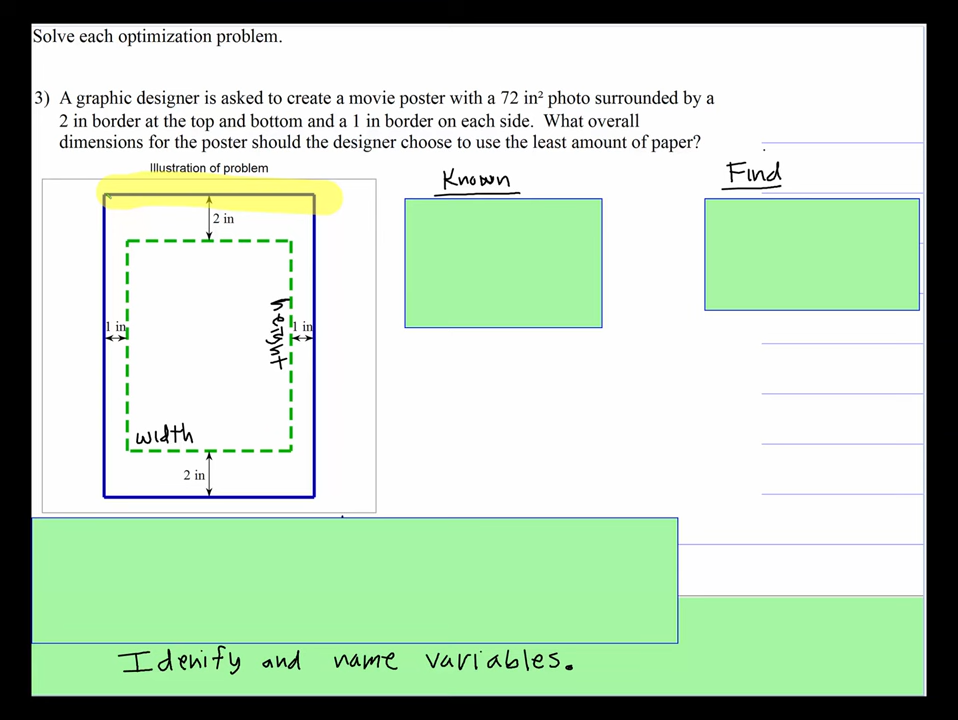 Solve each optimization problem.
3) A graphic designer is asked to create a movie poster with a 72 in² photo surrounded by a
2 in border at the top and bottom and a 1 in border on each side. What overall
dimensions for the poster should the designer choose to use the least amount of paper?
Illustration of problem
Known
Find
2 in
height
1 in
1 in
width
2 in
Idenify and name variables.